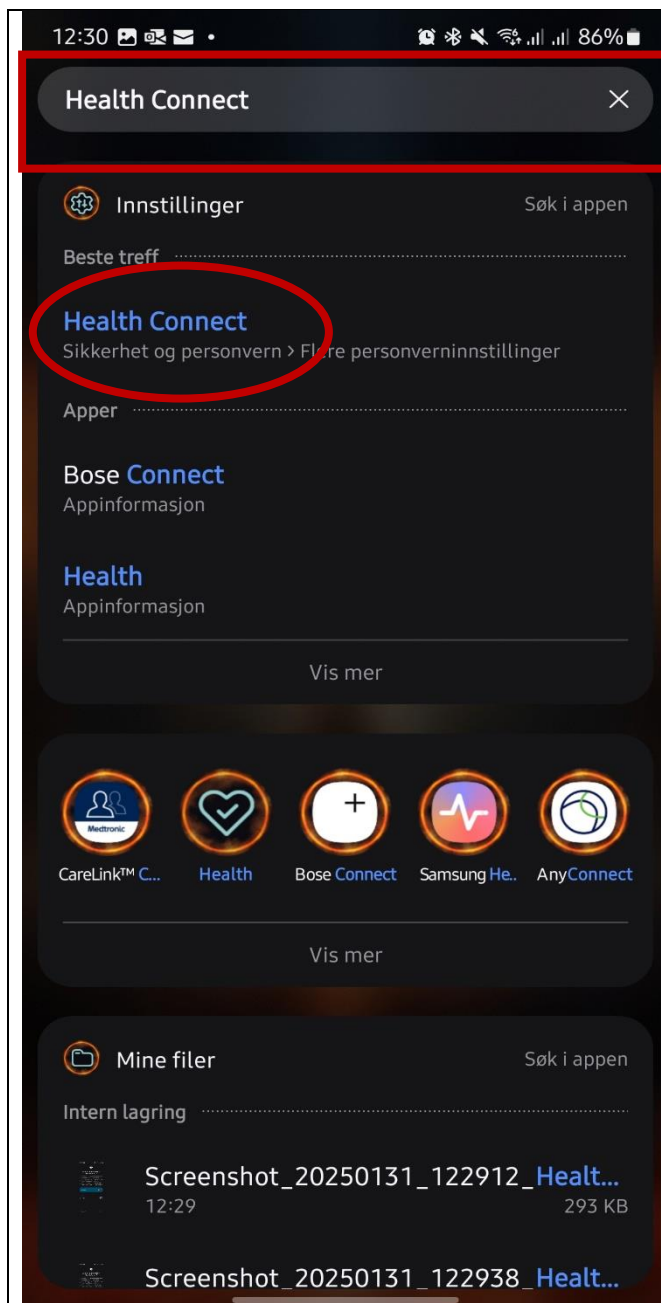 12:30 86%
Health Connect
Innstillinger Søk i appen
Beste treff
Health Connect
Sikkerhet og personvern > Flere personverninnstillinger
Apper
Bose Connect
Appinformasjon
Health
Appinformasjon
Vis mer
Medtronic
CareLink™ C... Health Bose Connect Samsung He.. AnyConnect
Vis mer
Mine filer Søk i appen
Intern lagring
Screenshot_20250131_122912_Healt...
12:29 293 KB
Screenshot_20250131_122938_Healt...